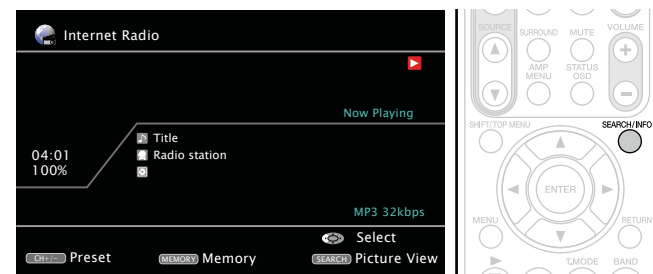 Internet Radio
Now Playing
Title
04:01
Radio station
100%
MP3 32kbps
Select
CH+/- Preset
MEMORY Memory
SEARCH Picture View
SOURCE
SURROUND
MUTE
VOLUME
AMP MENU
STATUS OSD
SHIFT/TOP MENU
SEARCH/INFO
ENTER
MENU
RETURN
T.MODE
BAND